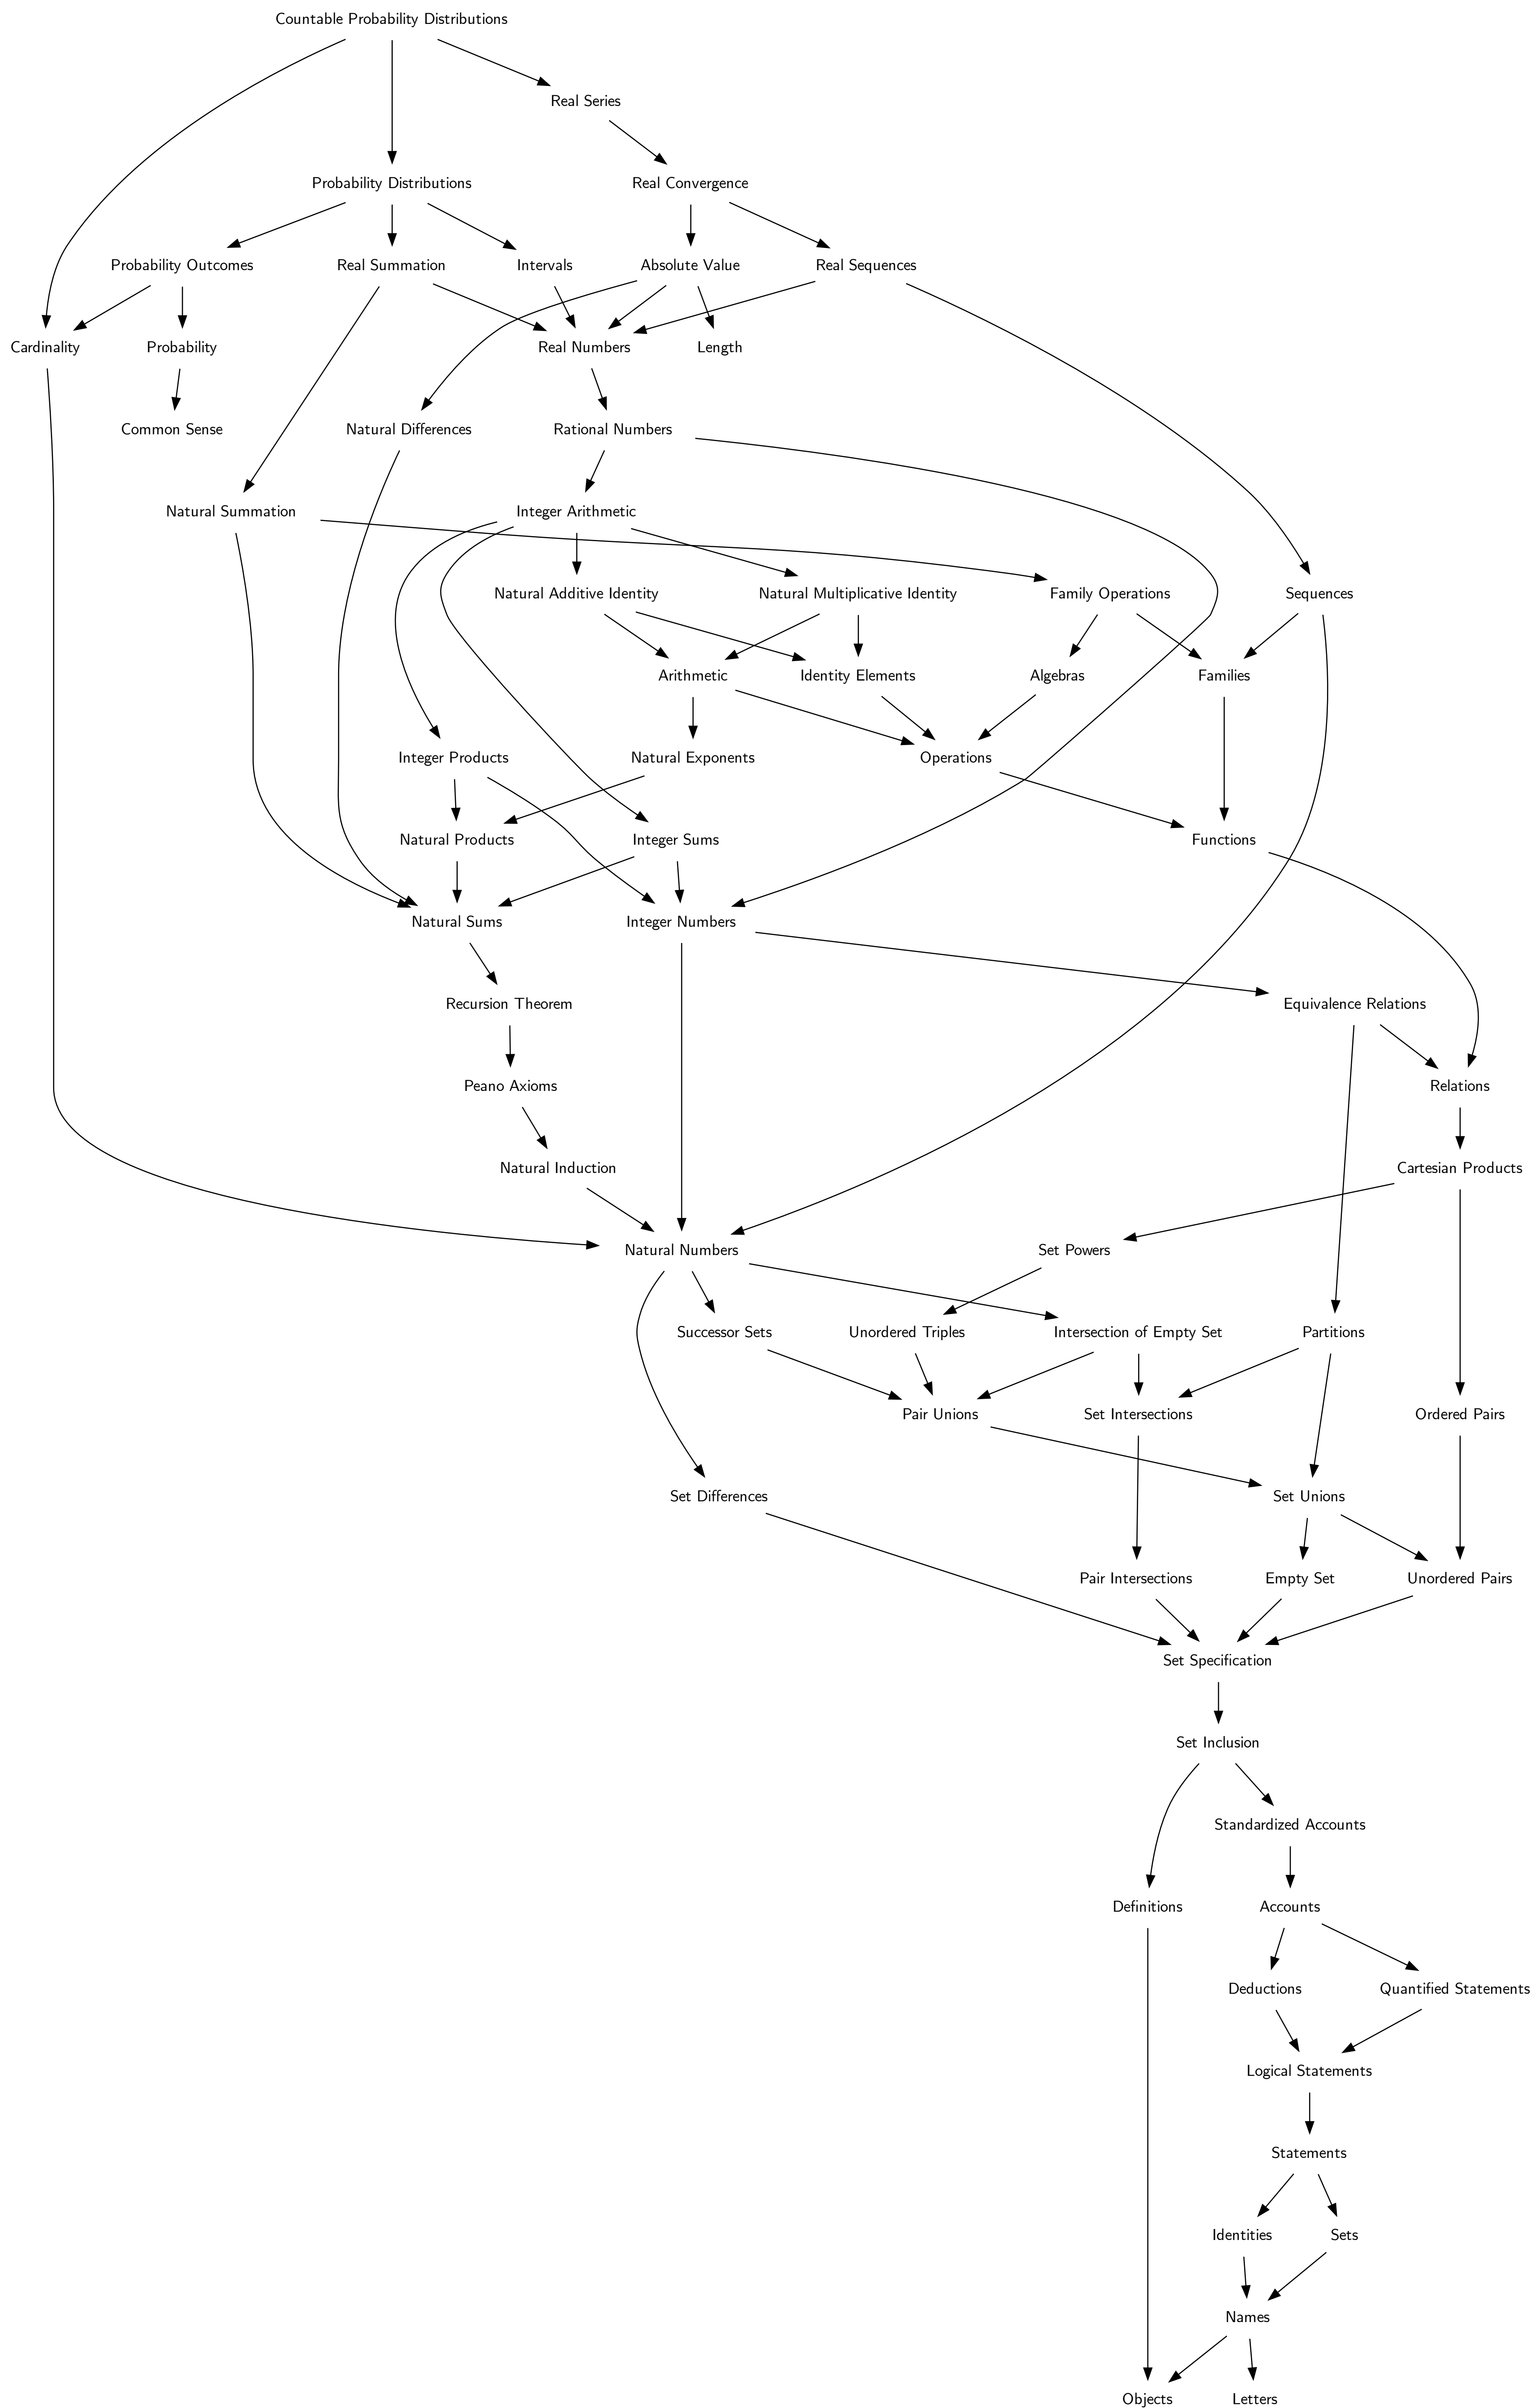 Countable Probability Distributions
Real Series
Probability Distributions
Real Convergence
Probability Outcomes
Real Summation
Intervals
Absolute Value
Real Sequences
Cardinality
Probability
Real Numbers
Length
Common Sense
Natural Differences
Rational Numbers
Natural Summation
Integer Arithmetic
Natural Additive Identity
Natural Multiplicative Identity
Family Operations
Sequences
Arithmetic
Identity Elements
Algebras
Families
Integer Products
Natural Exponents
Operations
Natural Products
Integer Sums
Functions
Natural Sums
Integer Numbers
Recursion Theorem
Equivalence Relations
Peano Axioms
Relations
Natural Induction
Cartesian Products
Natural Numbers
Set Powers
Successor Sets
Unordered Triples
Intersection of Empty Set
Partitions
Pair Unions
Set Intersections
Ordered Pairs
Set Differences
Set Unions
Pair Intersections
Empty Set
Unordered Pairs
Set Specification
Set Inclusion
Standardized Accounts
Definitions
Accounts
Deductions
Quantified Statements
Logical Statements
Statements
Identities
Sets
Names
Objects
Letters